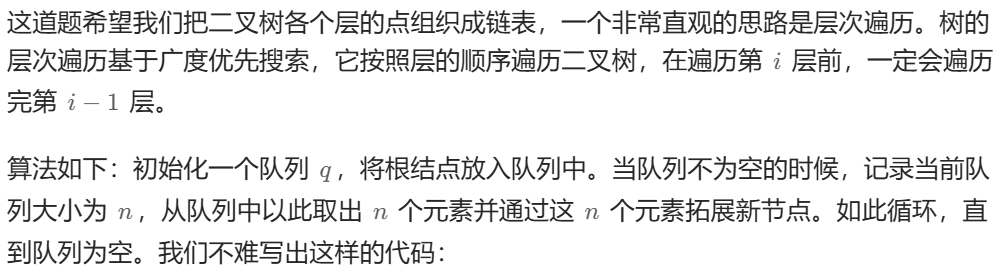 这道题希望我们把二叉树各个层的点组织成链表，一个非常直观的思路是层次遍历。树的
层次遍历基于广度优先搜索，它按照层的顺序遍历二叉树，在遍历第 i 层前，一定会遍历
完第 i − 1 层。
算法如下：初始化一个队列 q，将根结点放入队列中。当队列不为空的时候，记录当前队
列大小为 n，从队列中以此取出 n 个元素并通过这 n 个元素拓展新节点。如此循环，直
到队列为空。我们不难写出这样的代码：